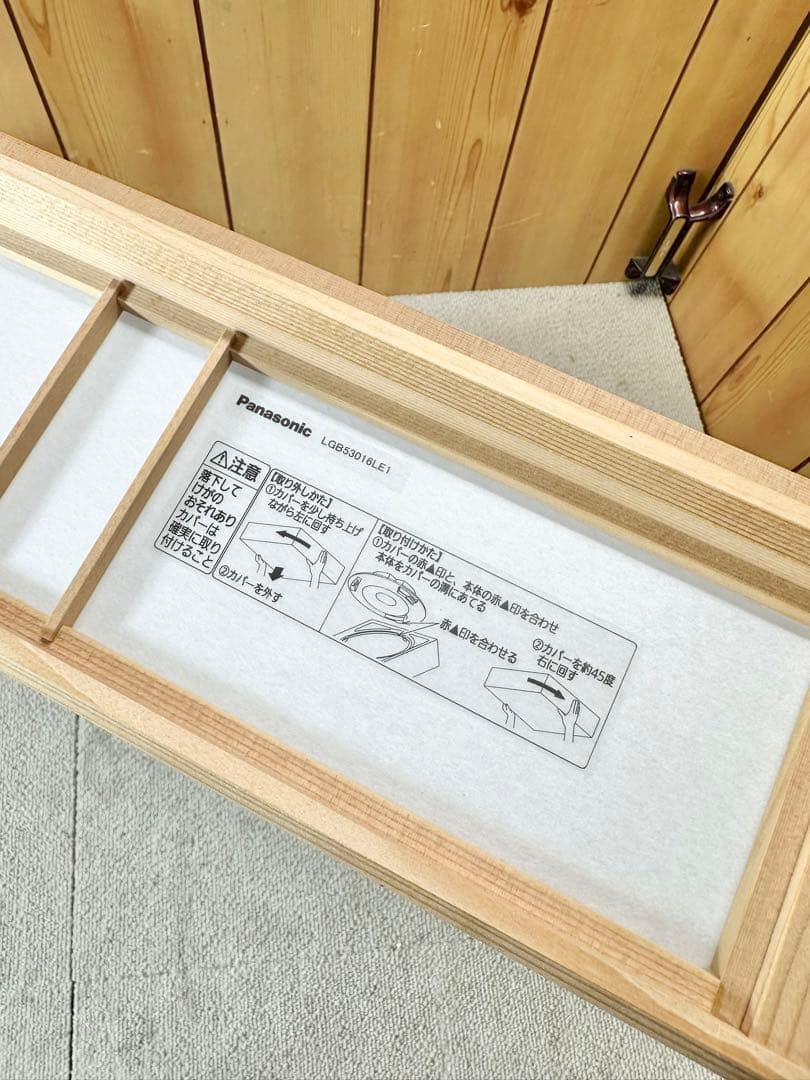 Panasonic LGB53016LE1
⚠注意
落下して
けがの
おそれあり
カバーは
確実に取り
付けること
【取り外しかた】
①カバーを少し持ち上げ
ながら左に回す
②カバーを外す
【取り付けかた】
①カバーの赤▲印と、本体の赤▲印を合わせ
本体をカバーの溝にあてる
赤▲印を合わせる
②カバーを約45度
右に回す